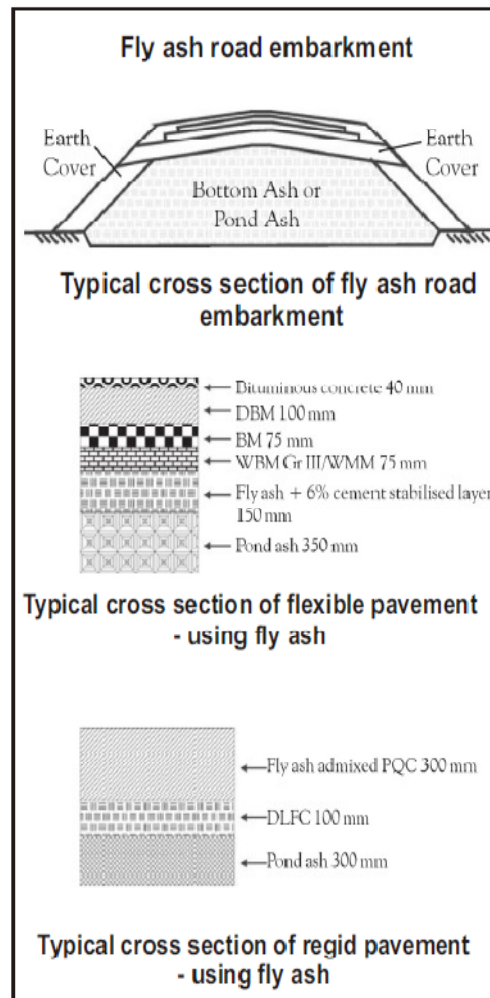 Fly ash road embarkment
Earth
Cover
Earth
Cover
Bottom Ash or
Pond Ash
Typical cross section of fly ash road
embarkment
Bituminous concrete 40 mm
DBM 100 mm
BM 75 mm
WBM Gr III/WMM 75 mm
Fly ash + 6% cement stabilised layer
150 mm
Pond ash 350 mm
Typical cross section of flexible pavement
- using fly ash
Fly ash admixed PQC 300 mm
DLFC 100 mm
Pond ash 300 mm
Typical cross section of regid pavement
- using fly ash